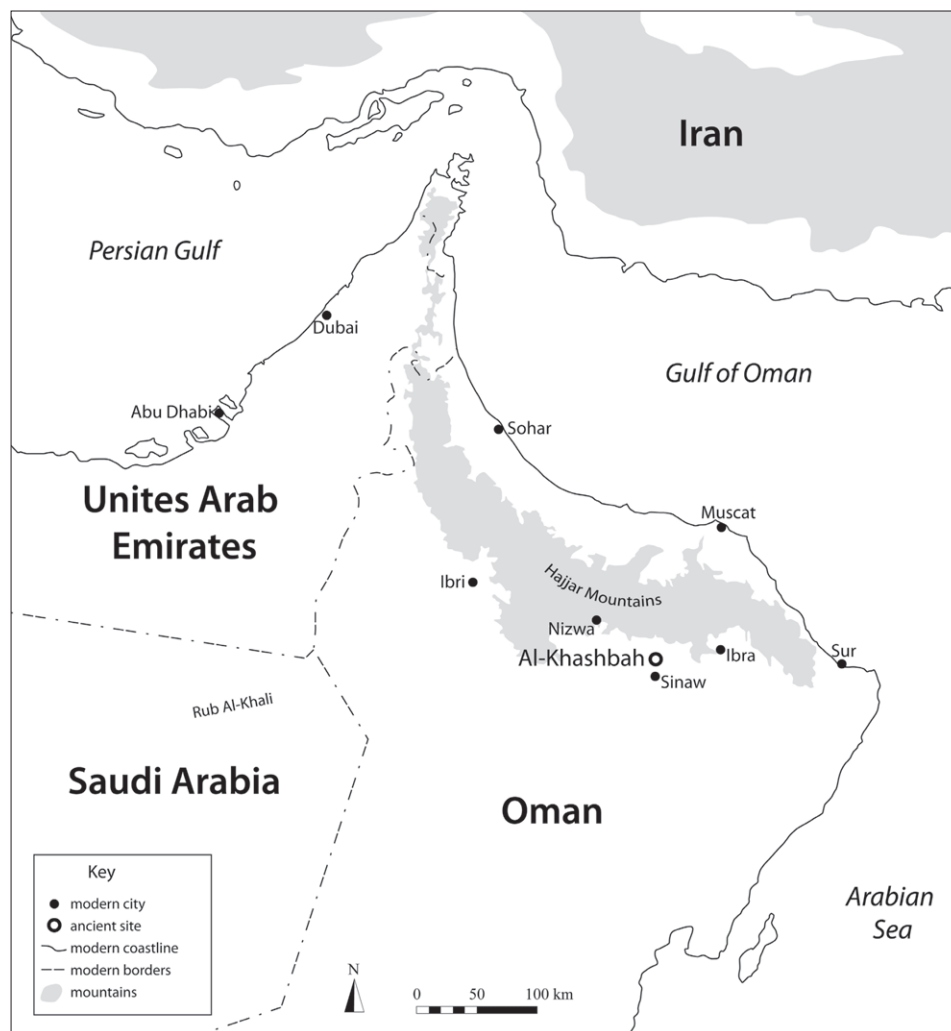 Iran
Persian Gulf
Dubai
Gulf of Oman
Abu Dhabi
Sohar
Unites Arab
Emirates
Muscat
Ibri
Hajjar Mountains
Nizwa
Al-Khashbah
Ibra
Sur
Sinaw
Rub Al-Khali
Saudi Arabia
Oman
Arabian
Sea
Key
modern city
ancient site
modern coastline
modern borders
mountains
N
0 50 100 km